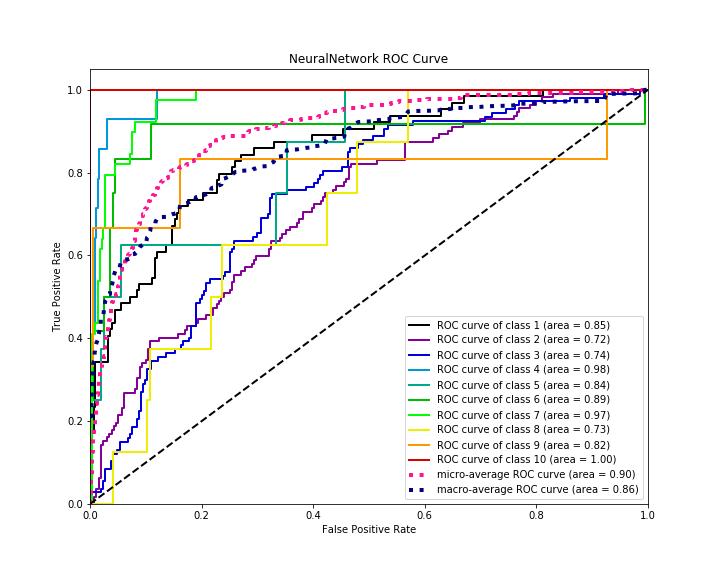 NeuralNetwork ROC Curve
True Positive Rate
1.0
0.8
0.6
0.4
0.2
0.0
ROC curve of class 1 (area = 0.85)
ROC curve of class 2 (area = 0.72)
ROC curve of class 3 (area = 0.74)
ROC curve of class 4 (area = 0.98)
ROC curve of class 5 (area = 0.84)
ROC curve of class 6 (area = 0.89)
ROC curve of class 7 (area = 0.97)
ROC curve of class 8 (area = 0.73)
ROC curve of class 9 (area = 0.82)
ROC curve of class 10 (area = 1.00)
micro-average ROC curve (area = 0.90)
macro-average ROC curve (area = 0.86)
0.0 0.2 0.4 0.6 0.8 1.0
False Positive Rate